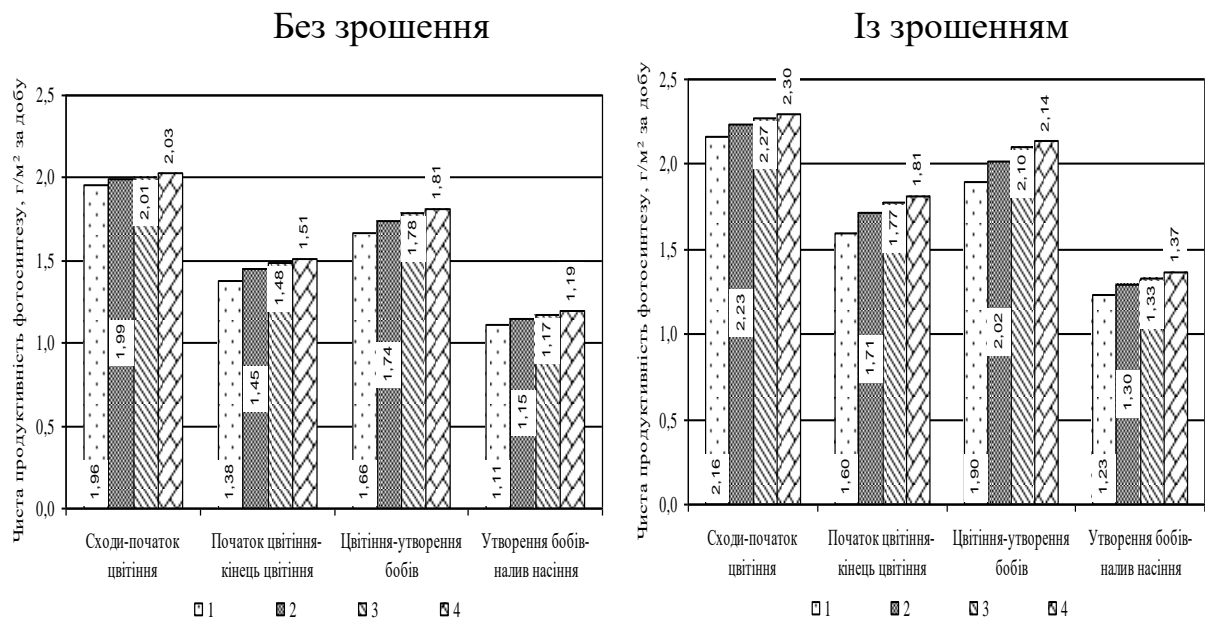 Без зрошення
Чиста продуктивність фотосинтезу, г/м² за добу
2,5
2,0
1,5
1,0
0,5
0,0
1,96
1,99
2,01
2,03
1,38
1,45
1,48
1,51
1,66
1,74
1,78
1,81
1,11
1,15
1,17
1,19
Сходи-початок
цвітіння
Початок цвітіння-
кінець цвітіння
Цвітіння-утворення
бобів
Утворення бобів-
налив насіння
1 2 3 4
Із зрошенням
Чиста продуктивність фотосинтезу, г/м² за добу
2,5
2,0
1,5
1,0
0,5
0,0
2,16
2,23
2,27
2,30
1,60
1,71
1,77
1,81
1,90
2,02
2,10
2,14
1,23
1,30
1,33
1,37
Сходи-початок
цвітіння
Початок цвітіння-
кінець цвітіння
Цвітіння-утворення
бобів
Утворення бобів-
налив насіння
1 2 3 4